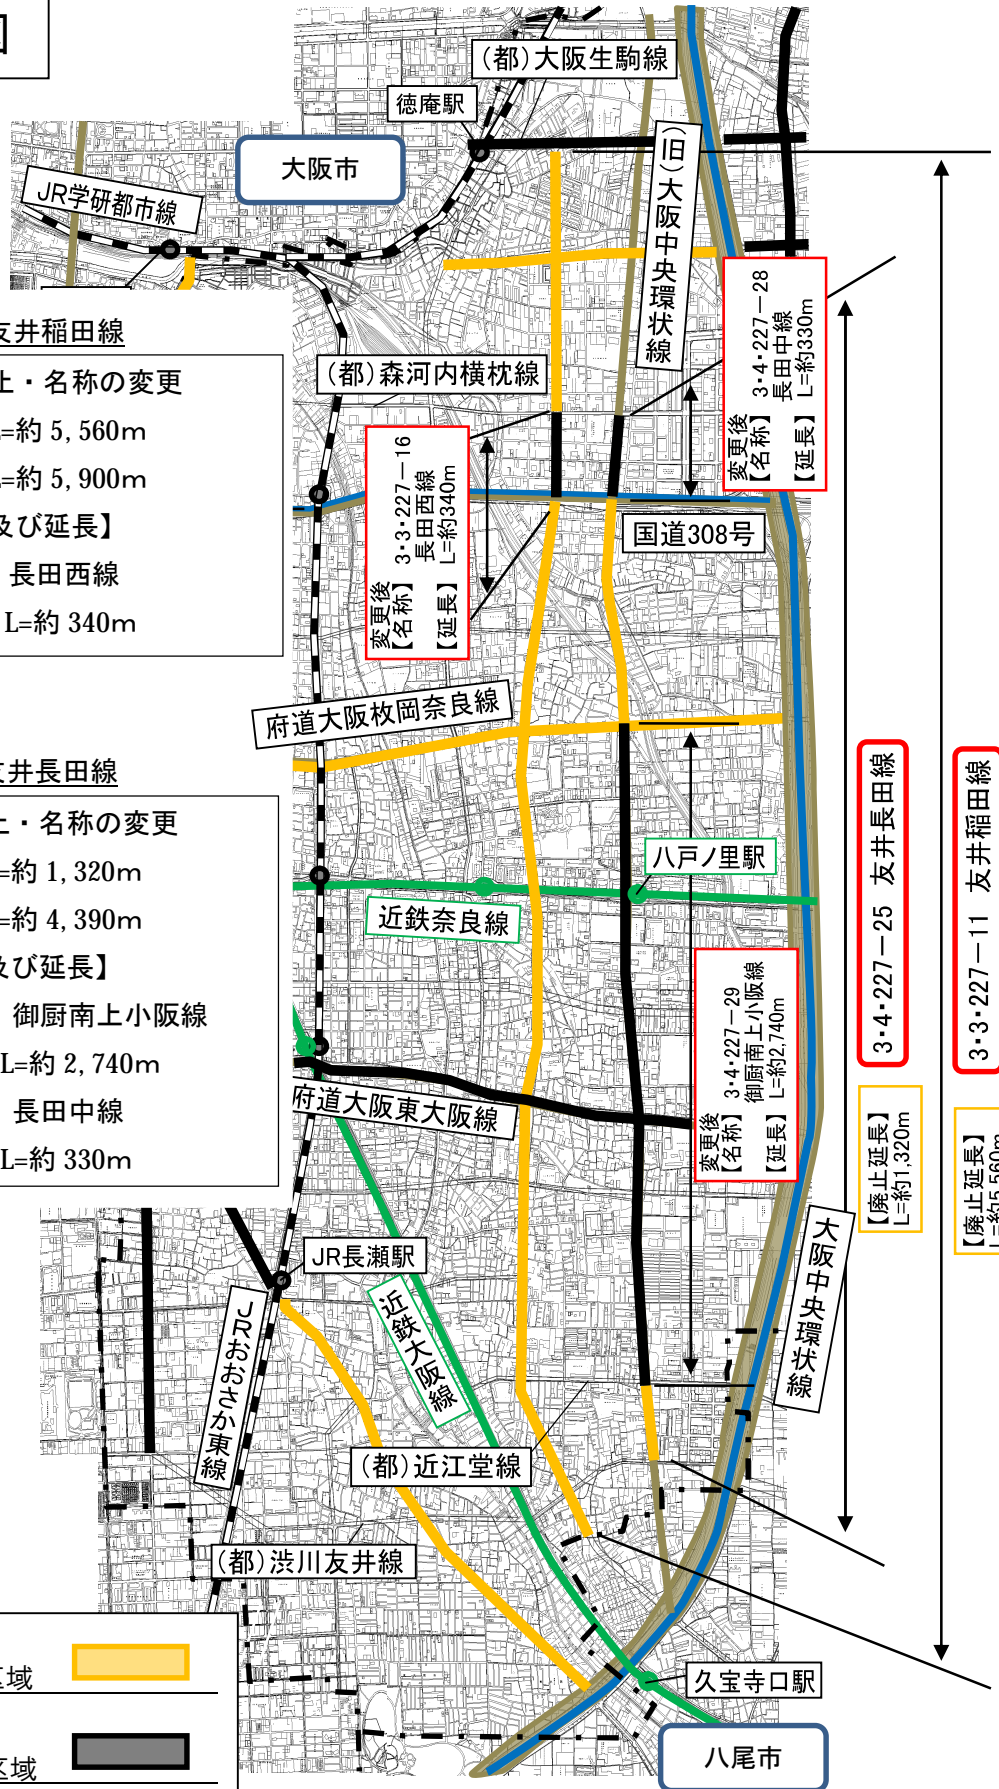 (都)大阪生駒線
徳庵駅
大阪市
(旧)大阪中央環状線
JR学研都市線
友井稲田線
止・名称の変更
L=約 5,560m
L=約 5,900m
及び延長】
長田西線
L=約 340m
(都)森河内横枕線
変更後
【名称】 3・3・227―16
長田西線
【延長】 L=約340m
変更後
【名称】 3・4・227―28
長田中線
【延長】 L=約330m
国道308号
府道大阪枚岡奈良線
友井長田線
止・名称の変更
L=約 1,320m
L=約 4,390m
及び延長】
御厨南上小阪線
L=約 2,740m
長田中線
L=約 330m
八戸ノ里駅
近鉄奈良線
変更後
【名称】 3・4・227―29
御厨南上小阪線
【延長】 L=約2,740m
3・4・227―25 友井長田線
【廃止延長】
L=約1,320m
3・3・227―11 友井稲田線
【廃止延長】
L=約5,560m
府道大阪東大阪線
JR長瀬駅
近鉄大阪線
JRおおさか東線
大阪中央環状線
(都)近江堂線
(都)渋川友井線
久宝寺口駅
八尾市
区域
区域